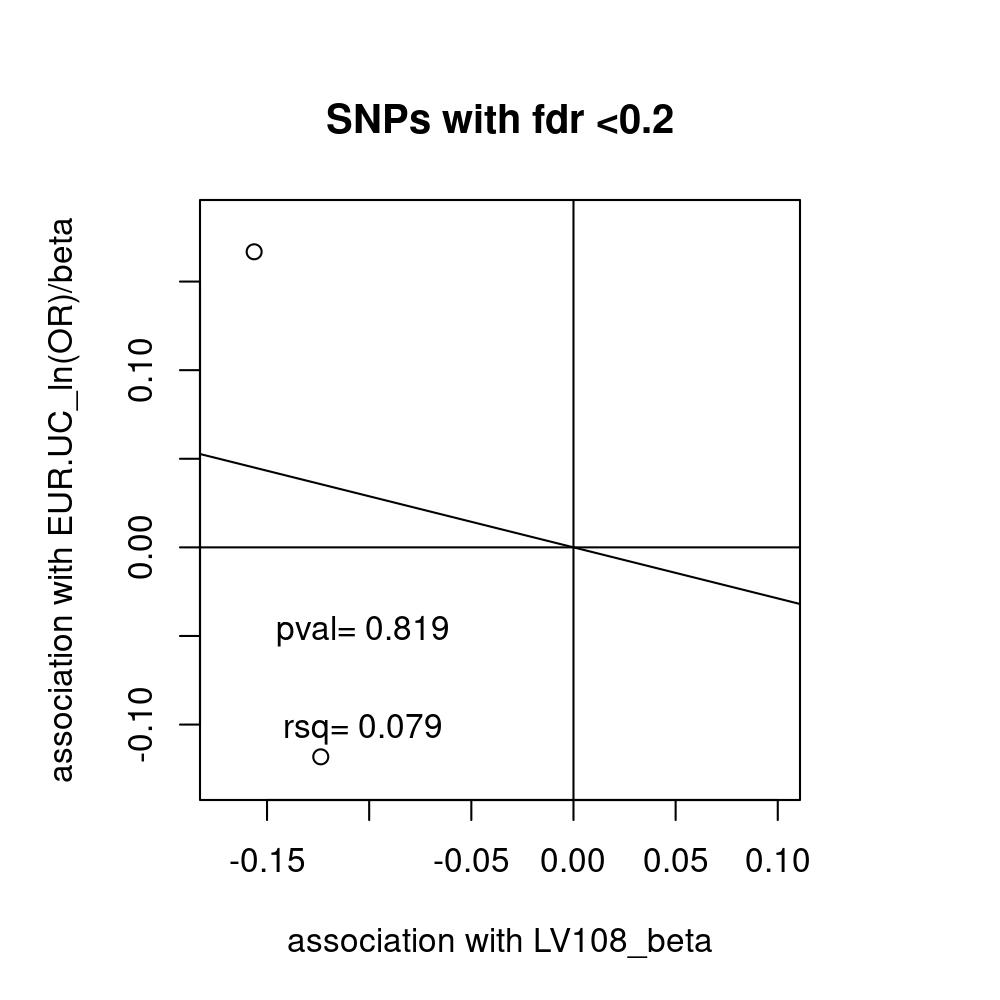 SNPs with fdr <0.2
association with EUR.UC_ln(OR)/beta
0.10
0.00
-0.10
pval= 0.819
rsq= 0.079
-0.15
-0.05
0.00
0.05
0.10
association with LV108_beta